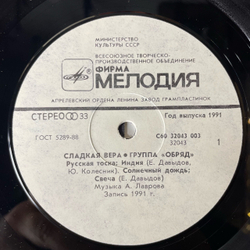 МИНИСТЕРСТВО
КУЛЬТУРЫ СССР
ВСЕСОЮЗНОЕ ТВОРЧЕСКО-
ПРОИЗВОДСТВЕННОЕ ОБЪЕДИНЕНИЕ
ФИРМА
МЕЛОДИЯ
АПРЕЛЕВСКИЙ ОРДЕНА ЛЕНИНА ЗАВОД ГРАМПЛАСТИНОК
СТЕРЕО 33
Год выпуска 1991
ГОСТ 5289-88
С60 32043 003
32043
1
СЛАДКАЯ ВЕРА • ГРУППА «ОБРЯД»
Русская тоска; Индия (Е. Давыдов,
Ю. Колесник). Солнечный дождь;
Свеча (Е. Давыдов)
Музыка А. Лаврова
Запись 1991 г.